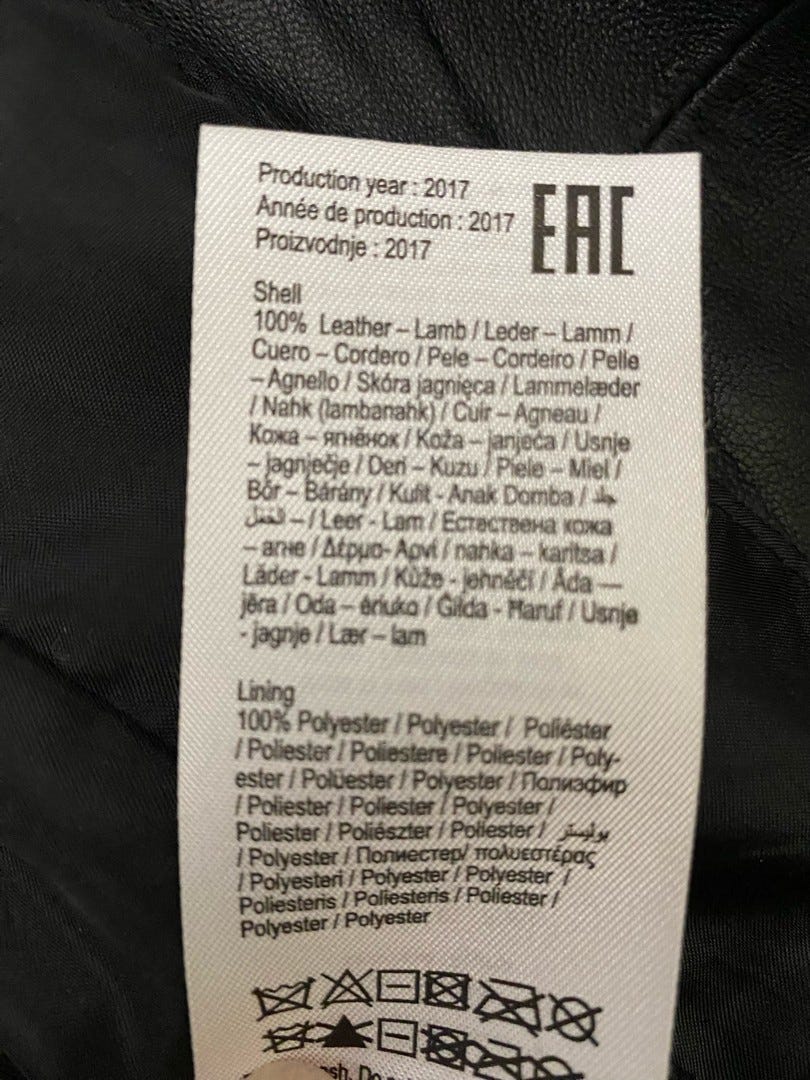 Production year : 2017
Année de production : 2017
Proizvodnje : 2017
EAC
Shell
100% Leather – Lamb / Leder – Lamm /
Cuero – Cordero / Pele – Cordeiro / Pelle
– Agnello / Skóra jagnięca / Lammelæder
/ Nahk (lambanahk) / Cuir – Agneau /
Кожа – ягнёнок / Koža – janjeća / Usnje
– jagnječje / Deri – Kuzu / Piele – Miel /
Bőr – Bárány / Kulit - Anak Domba / جلد
الحمل – / Leer - Lam / Естествена кожа
– агне / Δέρμα- Αρνί / nahka – karitsa /
Läder - Lamm / Kůže - jehněčí / Āda —
jēra / Oda – ėriuko / Ġilda - Ħaruf / Usnje
- jagnje / Lær – lam
Lining
100% Polyester / Polyester / Poliéster
/ Poliester / Poliestere / Poliester / Poly-
ester / Polüester / Polyester / Полиэфир
/ Poliester / Poliester / Polyester /
Poliester / Poliészter / Poliester / بوليستر
/ Polyester / Полиестер/ πολυεστέρας
/ Polyesteri / Polyester / Polyester /
Poliesteris / Poliesteris / Poliester /
Polyester / Polyester